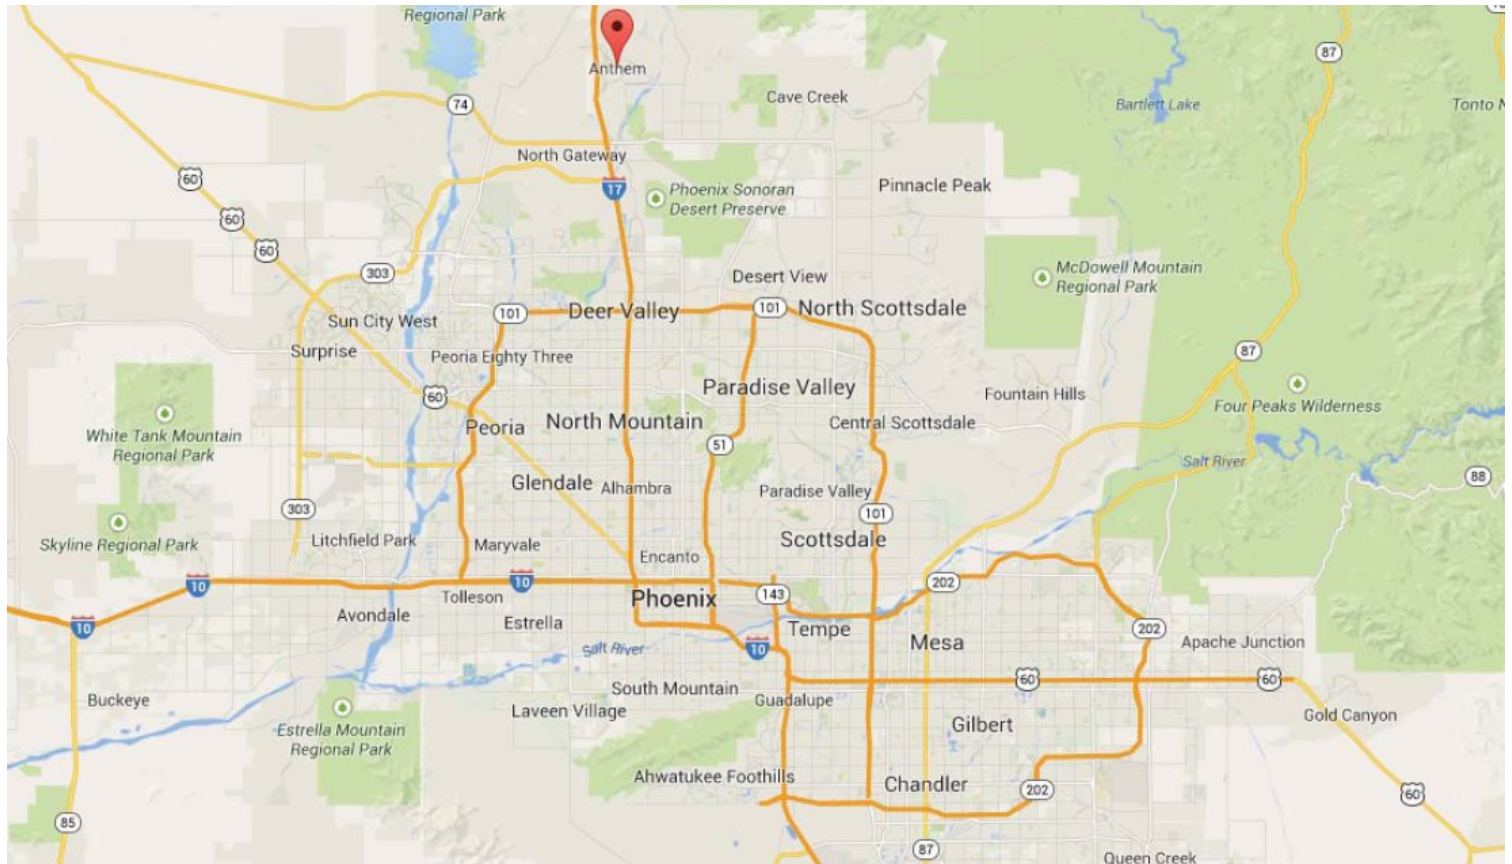 Regional Park
Anthem
Cave Creek
87
Bartlett Lake
Tonto N
74
North Gateway
60
17
Phoenix Sonoran
Desert Preserve
Pinnacle Peak
60
60
303
Desert View
McDowell Mountain
Regional Park
101
Deer Valley
101
North Scottsdale
Sun City West
Surprise
Peoria Eighty Three
87
Paradise Valley
Fountain Hills
Four Peaks Wilderness
60
White Tank Mountain
Regional Park
Peoria
North Mountain
Central Scottsdale
51
Salt River
88
Glendale
Alhambra
Paradise Valley
303
101
Skyline Regional Park
Litchfield Park
Maryvale
Encanto
Scottsdale
10
10
202
Tolleson
Phoenix
143
Avondale
Estrella
10
Tempe
Mesa
202
Apache Junction
Salt River
10
South Mountain
60
60
Buckeye
Laveen Village
Guadalupe
Gilbert
Gold Canyon
Estrella Mountain
Regional Park
Ahwatukee Foothills
Chandler
202
60
85
87
Queen Creek